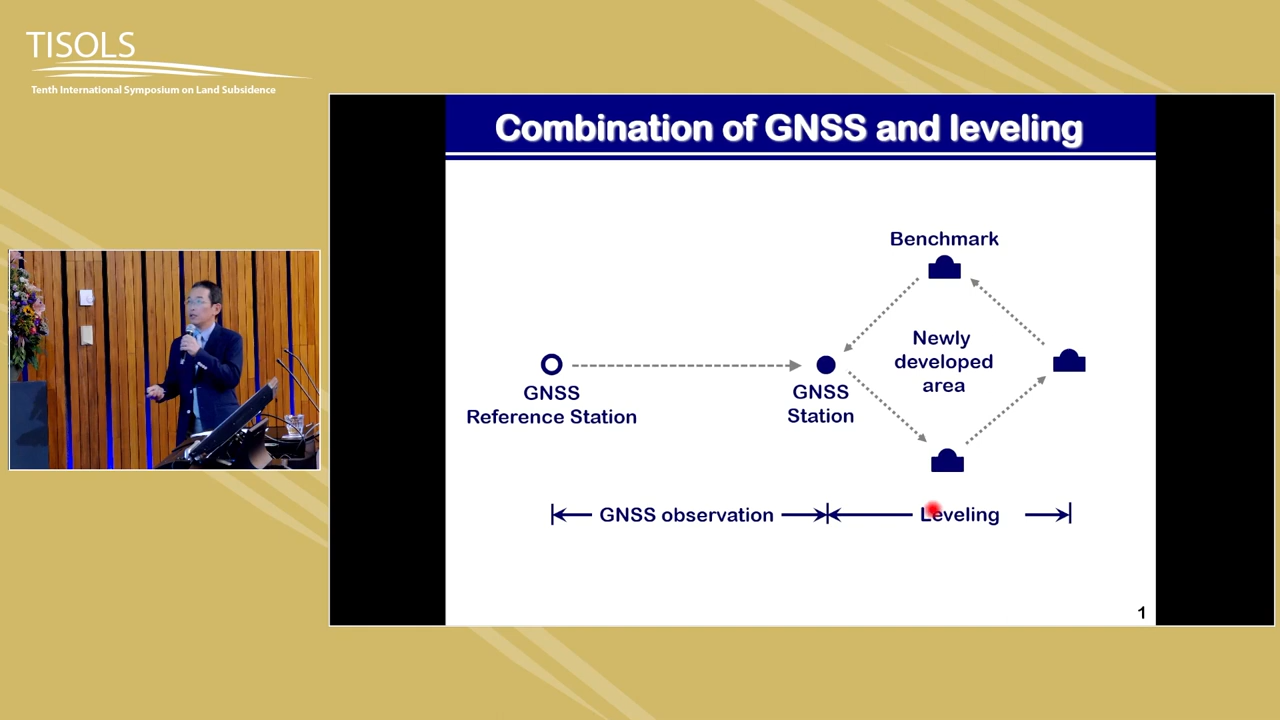 TISOLS
Tenth International Symposium on Land Subsidence
Combination of GNSS and leveling
Benchmark
Newly
developed
area
GNSS
Reference Station
GNSS
Station
GNSS observation
Leveling
1